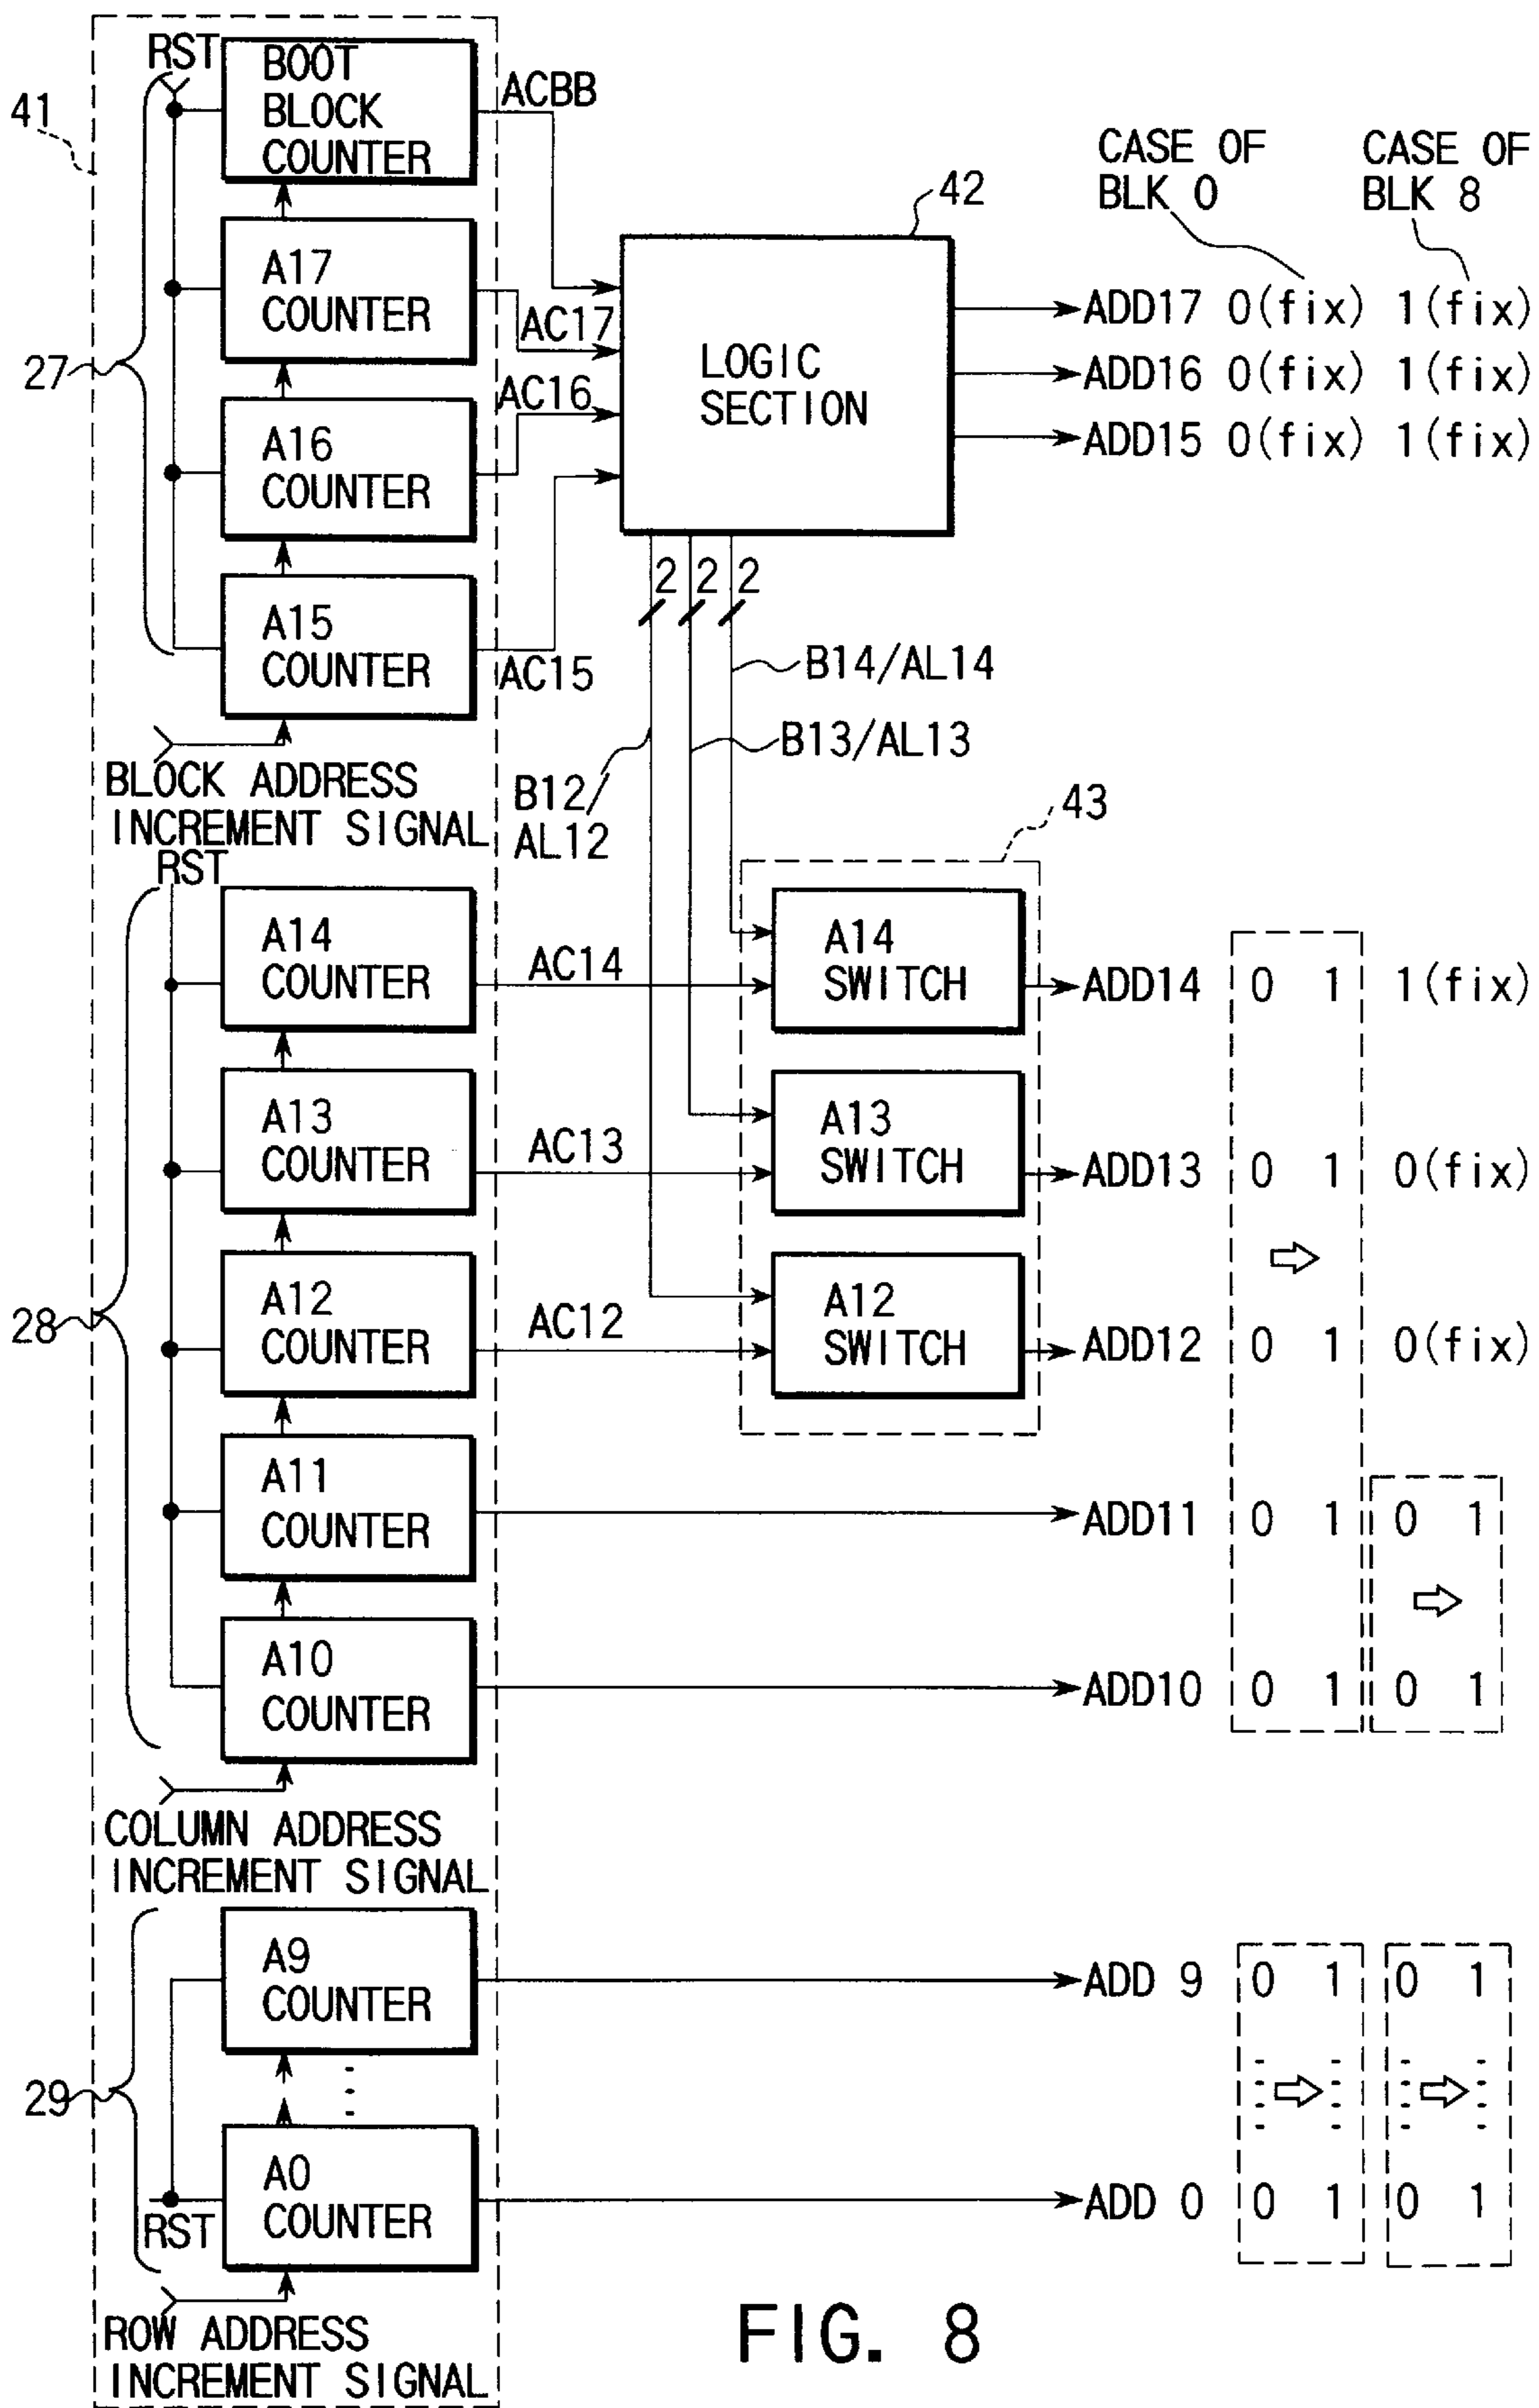 RST
BOOT
BLOCK
COUNTER
ACBB
41
CASE OF
BLK 0
CASE OF
BLK 8
42
A17
COUNTER
AC17
LOGIC
SECTION
ADD17 0(fix) 1(fix)
27
ADD16 0(fix) 1(fix)
AC16
A16
COUNTER
ADD15 0(fix) 1(fix)
2 2 2
A15
COUNTER
AC15
B14/AL14
B13/AL13
BLOCK ADDRESS
INCREMENT SIGNAL
B12/
AL12
43
RST
A14
COUNTER
AC14
A14
SWITCH
ADD14 0 1 1(fix)
A13
COUNTER
AC13
A13
SWITCH
ADD13 0 1 0(fix)
28
A12
COUNTER
AC12
A12
SWITCH
ADD12 0 1 0(fix)
A11
COUNTER
ADD11 0 1 0 1
A10
COUNTER
ADD10 0 1 0 1
COLUMN ADDRESS
INCREMENT SIGNAL
A9
COUNTER
ADD 9 0 1 0 1
29
A0
COUNTER
ADD 0 0 1 0 1
RST
ROW ADDRESS
INCREMENT SIGNAL
FIG. 8